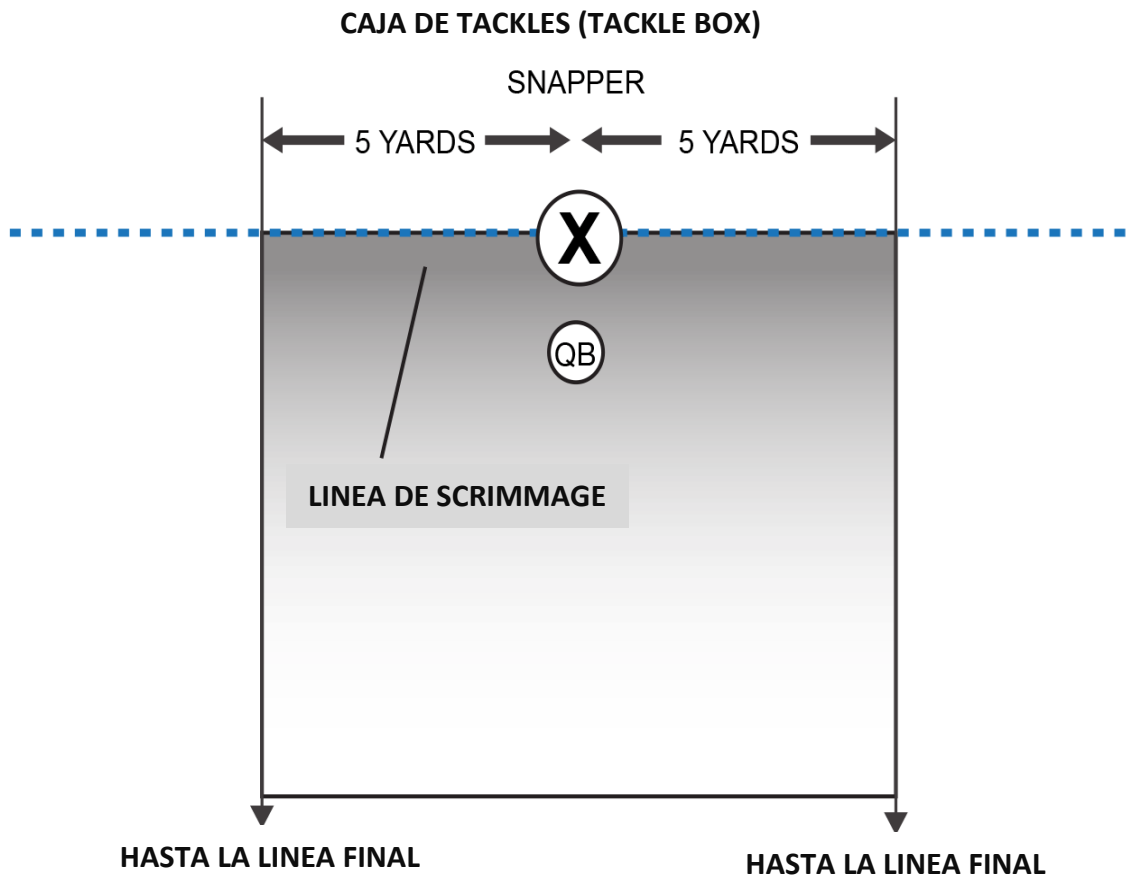 CAJA DE TACKLES (TACKLE BOX)
SNAPPER
5 YARDS 5 YARDS
X
QB
LINEA DE SCRIMMAGE
HASTA LA LINEA FINAL
HASTA LA LINEA FINAL